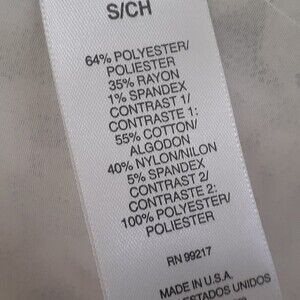 S/CH
64% POLYESTER/
POLIESTER
35% RAYON
1% SPANDEX
CONTRAST 1/
CONTRASTE 1:
55% COTTON/
ALGODON
40% NYLON/NILON
5% SPANDEX
CONTRAST 2/
CONTRASTE 2:
100% POLYESTER/
POLIESTER
RN 99217
MADE IN U.S.A.
ESTADOS UNIDOS